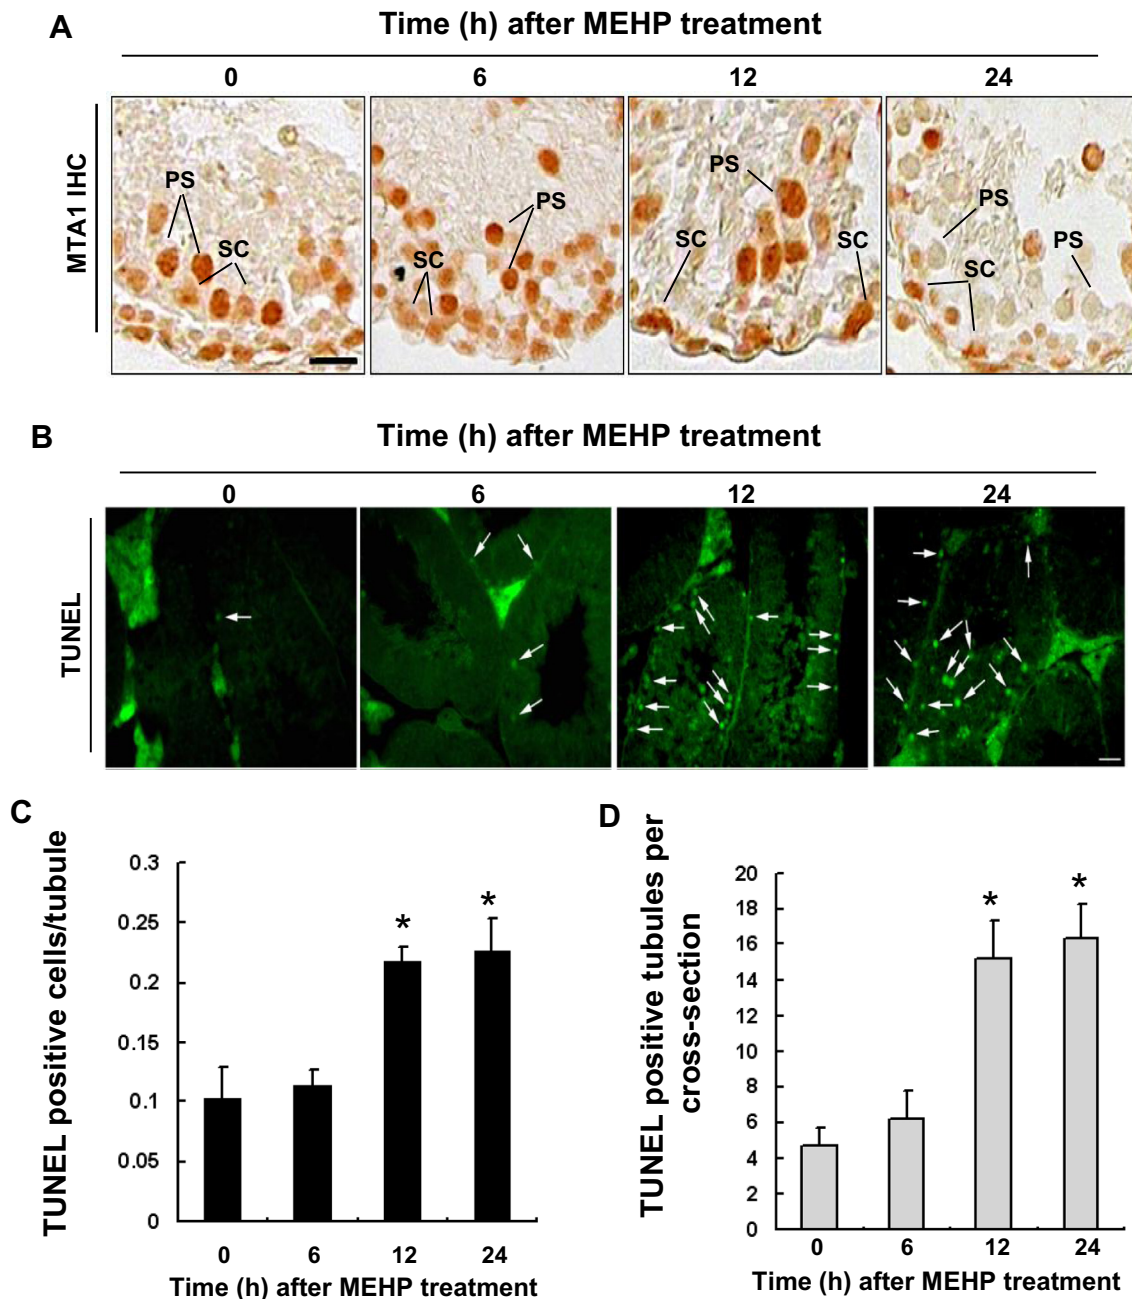 A
Time (h) after MEHP treatment
0 6 12 24
MTA1 IHC
PS
SC
PS
SC
PS
SC
SC
PS
PS
SC
B
Time (h) after MEHP treatment
0 6 12 24
TUNEL
C
TUNEL positive cells/tubule
0.3
0.25
0.2
0.15
0.1
0.05
0
* *
0 6 12 24
Time (h) after MEHP treatment
D
TUNEL positive tubules per
cross-section
20
18
16
14
12
10
8
6
4
2
0
* *
0 6 12 24
Time (h) after MEHP treatment